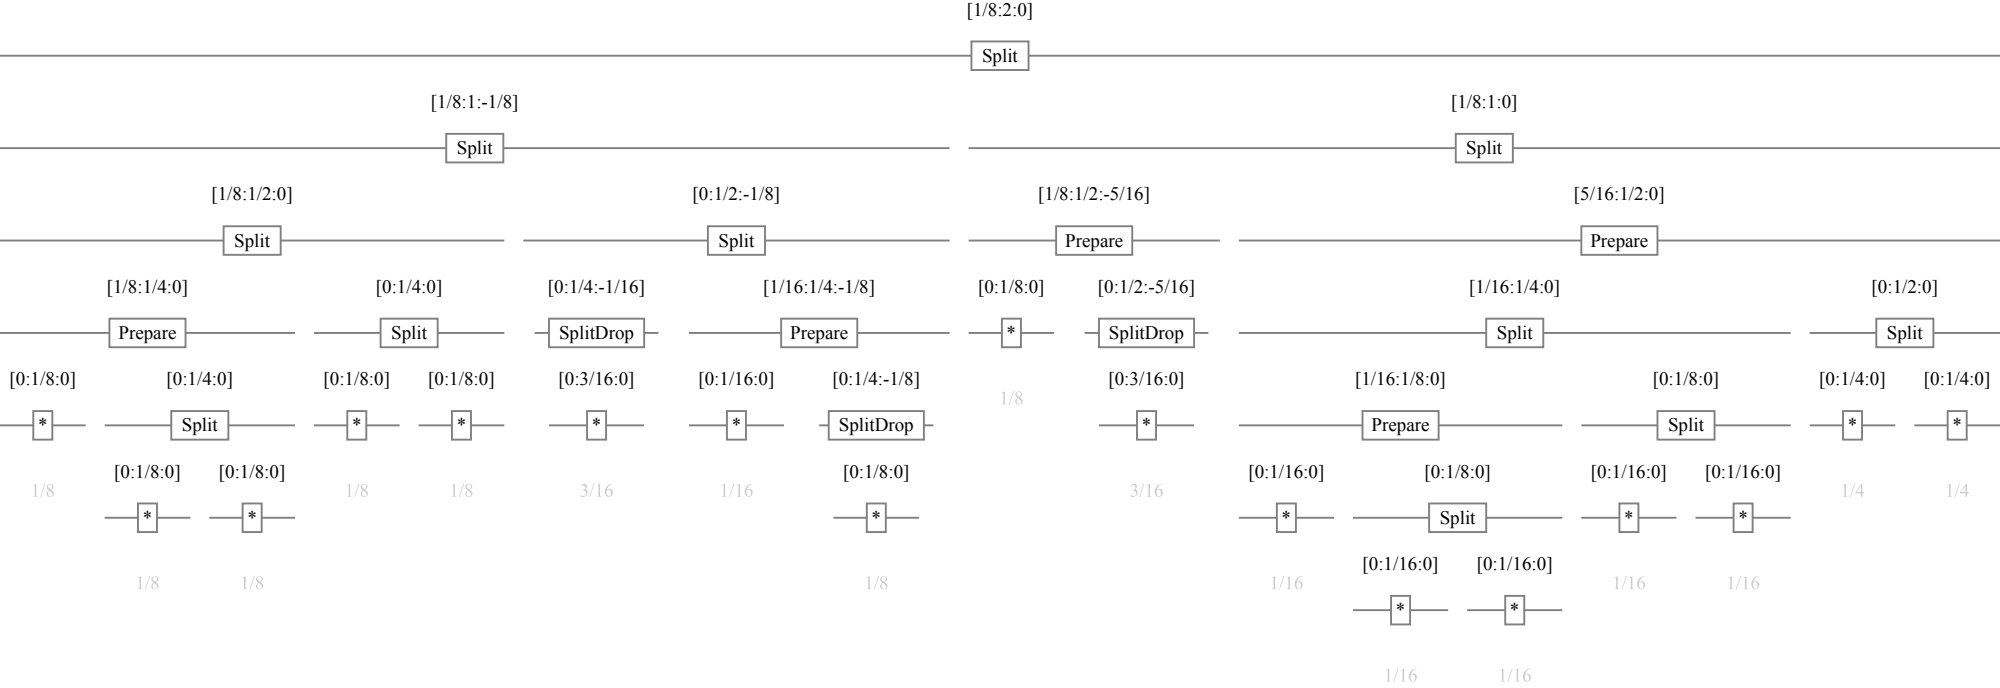 [1/8:2:0]
Split
[1/8:1:-1/8] [1/8:1:0]
Split Split
[1/8:1/2:0] [0:1/2:-1/8] [1/8:1/2:-5/16] [5/16:1/2:0]
Split Split Prepare Prepare
[1/8:1/4:0] [0:1/4:0] [0:1/4:-1/16] [1/16:1/4:-1/8] [0:1/8:0] [0:1/2:-5/16] [1/16:1/4:0] [0:1/2:0]
Prepare Split SplitDrop Prepare * SplitDrop Split Split
[0:1/8:0] [0:1/4:0] [0:1/8:0] [0:1/8:0] [0:3/16:0] [0:1/16:0] [0:1/4:-1/8] 1/8 [0:3/16:0] [1/16:1/8:0] [0:1/8:0] [0:1/4:0] [0:1/4:0]
* Split * * * * SplitDrop * Prepare Split * *
1/8 [0:1/8:0] [0:1/8:0] 1/8 1/8 3/16 1/16 [0:1/8:0] 3/16 [0:1/16:0] [0:1/8:0] [0:1/16:0] [0:1/16:0] 1/4 1/4
* * * * Split * *
1/8 1/8 1/8 1/16 [0:1/16:0] [0:1/16:0] 1/16 1/16
* *
1/16 1/16